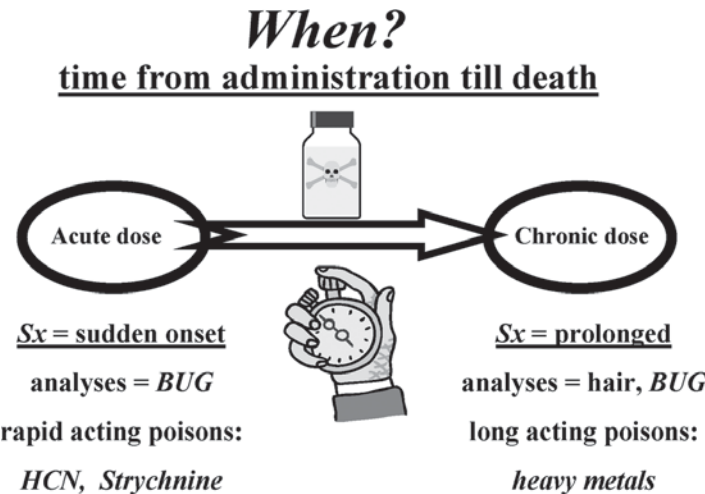 When?
time from administration till death
Acute dose
Chronic dose
Sx = sudden onset
analyses = BUG
rapid acting poisons:
HCN, Strychnine
Sx = prolonged
analyses = hair, BUG
long acting poisons:
heavy metals